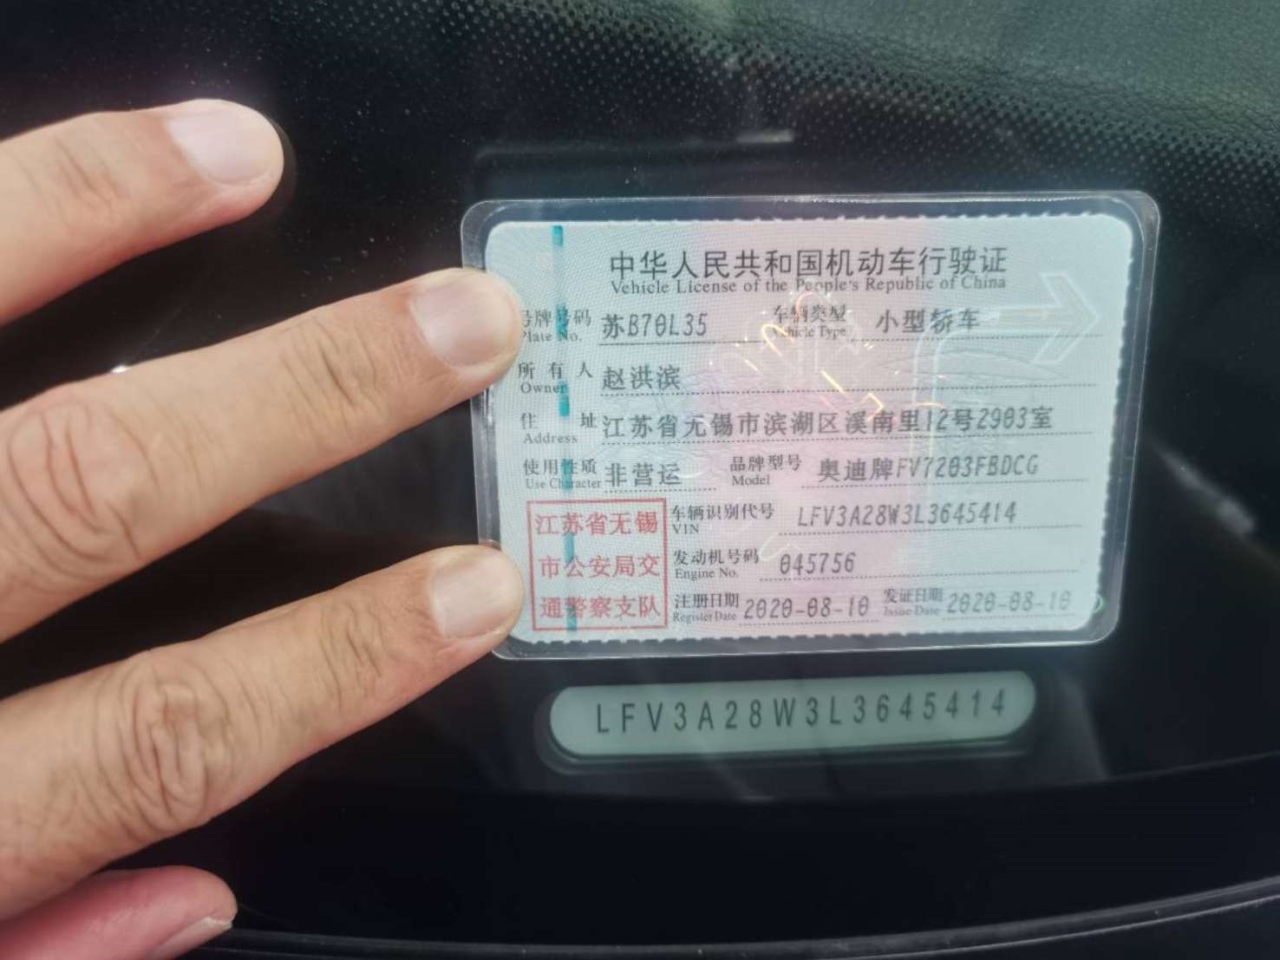 中华人民共和国机动车行驶证
Vehicle License of the People's Republic of China
号牌号码 苏B70L35 车辆类型 小型轿车
Plate No. Vehicle Type
所有人 赵洪滨
Owner
住址 江苏省无锡市滨湖区溪南里12号2903室
Address
使用性质 非营运 品牌型号 奥迪牌FV7203FBDCG
Use Character Model
江苏省无锡 车辆识别代号 LFV3A28W3L3645414
VIN
市公安局交 发动机号码 045756
Engine No.
通警察支队 注册日期 2020-08-10 发证日期 2020-08-10
Register Date Issue Date
LFV3A28W3L3645414